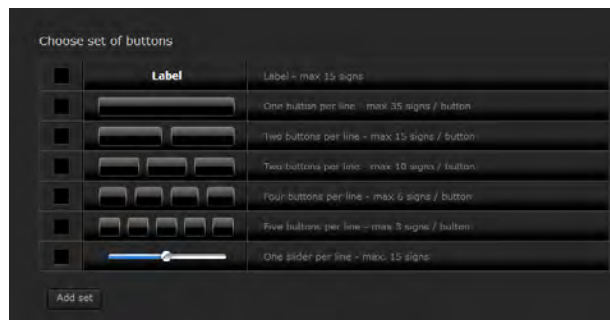 Choose set of buttons
Label
Label - max 15 signs
One button per line - max 35 signs / button
Two buttons per line - max 15 signs / button
Two buttons per line - max 10 signs / button
Four buttons per line - max 6 signs / button
Five buttons per line - max 3 signs / button
One slider per line - max. 15 signs
Add set